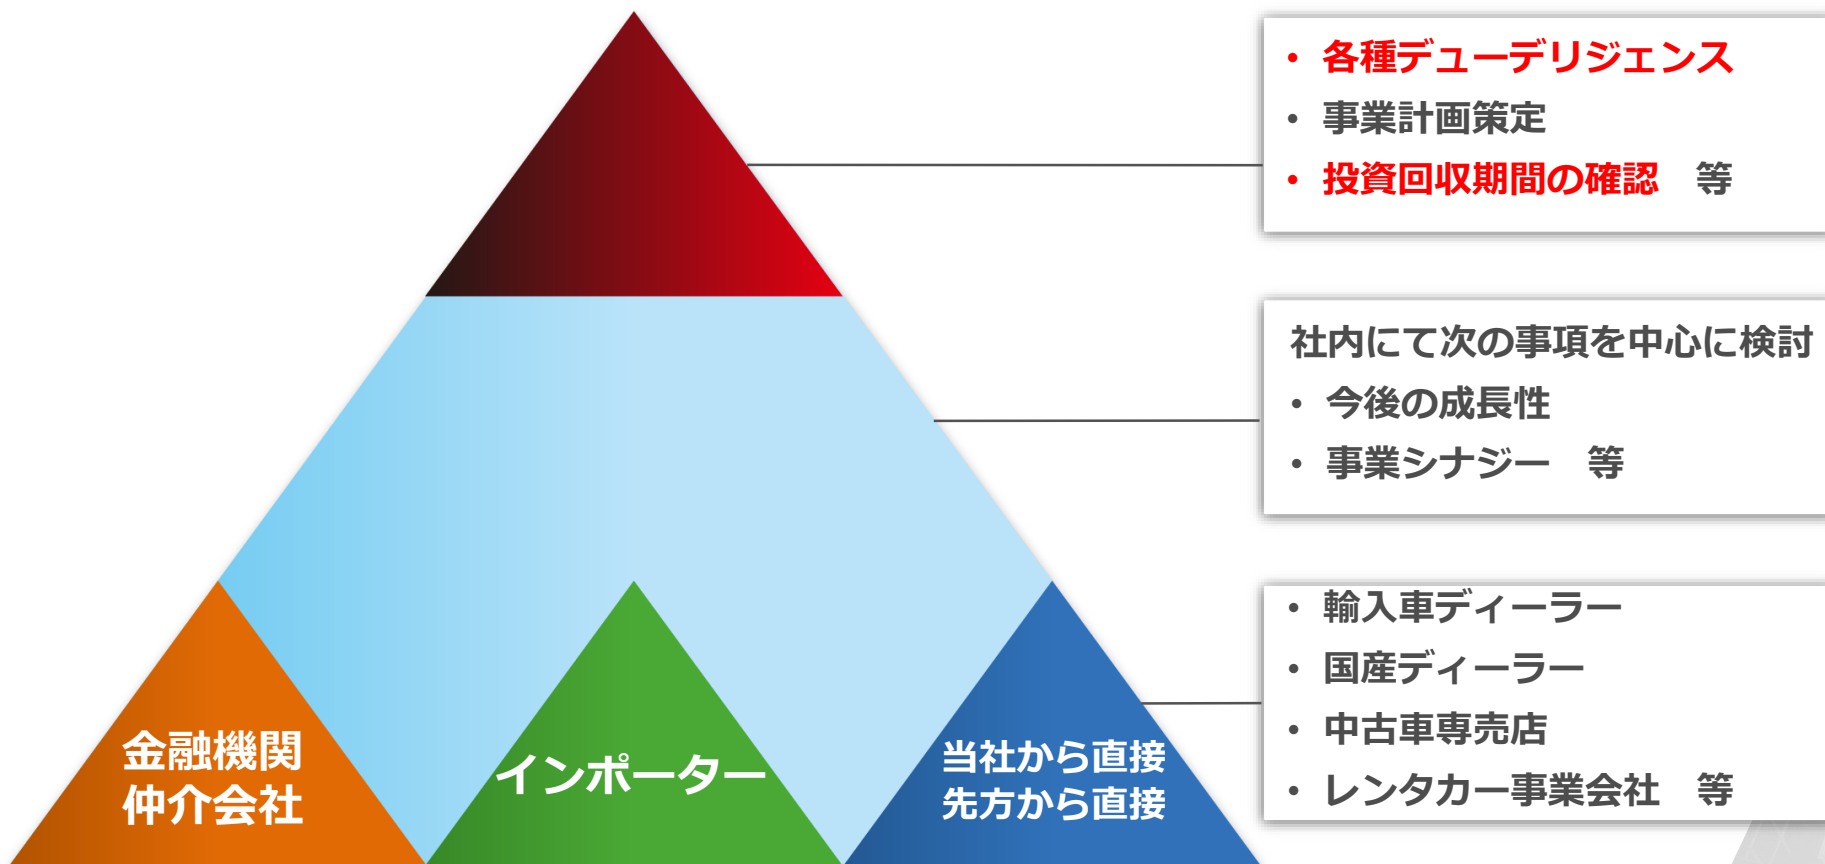 ・ 各種デューデリジェンス
・ 事業計画策定
・ 投資回収期間の確認　等
社内にて次の事項を中心に検討
・ 今後の成長性
・ 事業シナジー　等
・ 輸入車ディーラー
・ 国産ディーラー
・ 中古車専売店
・ レンタカー事業会社　等
金融機関
仲介会社
インポーター
当社から直接
先方から直接